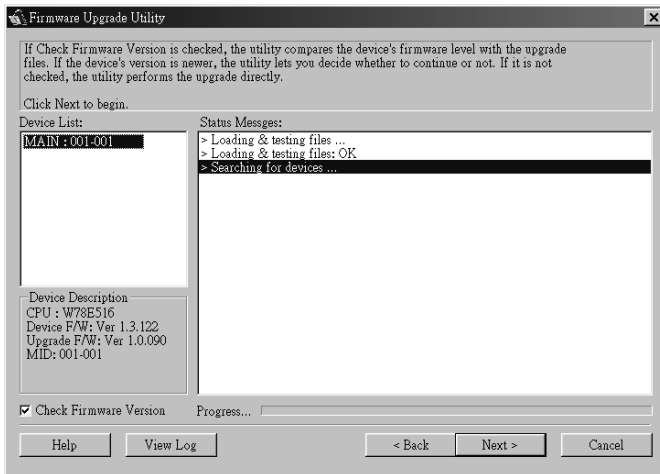 Firmware Upgrade Utility
If Check Firmware Version is checked, the utility compares the device's firmware level with the upgrade
files. If the device's version is newer, the utility lets you decide whether to continue or not. If it is not
checked, the utility performs the upgrade directly.
Click Next to begin.
Device List:
MAIN : 001-001
Status Messges:
> Loading & testing files ...
> Loading & testing files: OK
> Searching for devices ...
Device Description
CPU : W78E516
Device F/W: Ver 1.3.122
Upgrade F/W: Ver 1.0.090
MID: 001-001
Check Firmware Version
Progress...
Help
View Log
< Back
Next >
Cancel